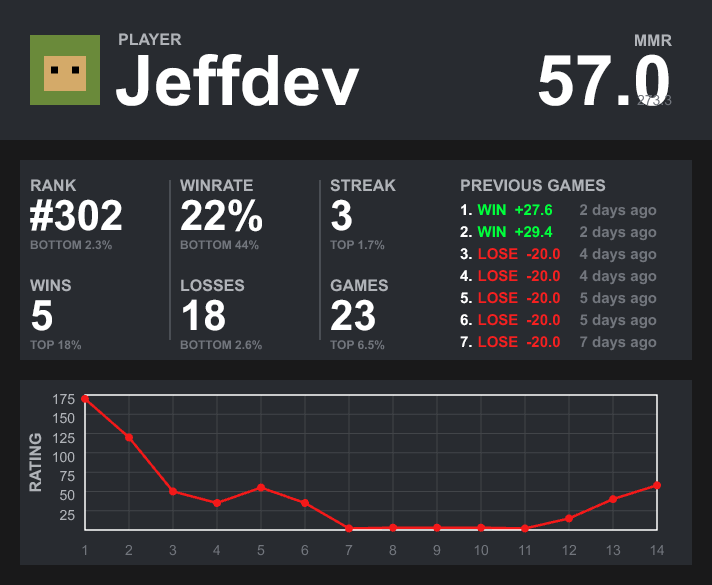 PLAYER
Jeffdev
MMR
57.0
273.3
RANK
#302
BOTTOM 2.3%
WINRATE
22%
BOTTOM 44%
STREAK
3
TOP 1.7%
WINS
5
TOP 18%
LOSSES
18
BOTTOM 2.6%
GAMES
23
TOP 6.5%
PREVIOUS GAMES
1. WIN +27.6 2 days ago
2. WIN +29.4 2 days ago
3. LOSE -20.0 4 days ago
4. LOSE -20.0 4 days ago
5. LOSE -20.0 5 days ago
6. LOSE -20.0 5 days ago
7. LOSE -20.0 7 days ago
RATING
175
150
125
100
75
50
25
1 2 3 4 5 6 7 8 9 10 11 12 13 14